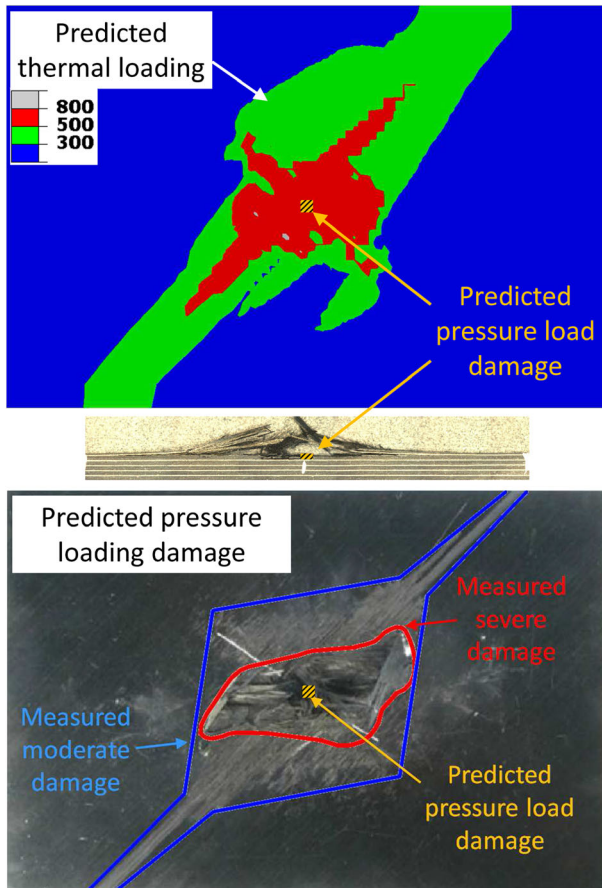 Predicted
thermal loading
800
500
300
Predicted
pressure load
damage
Predicted pressure
loading damage
Measured
severe
damage
Measured
moderate
damage
Predicted
pressure load
damage